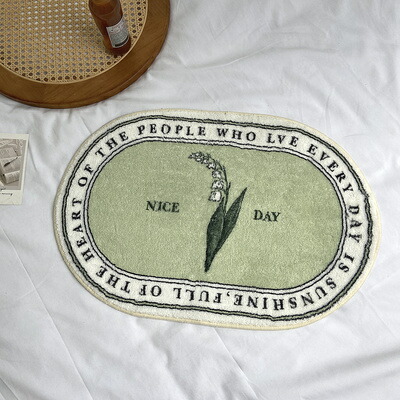 OF THE HEART OF THE PEOPLE WHO LVE EVERY DAY IS SUNSHINE,FULL
NICE DAY